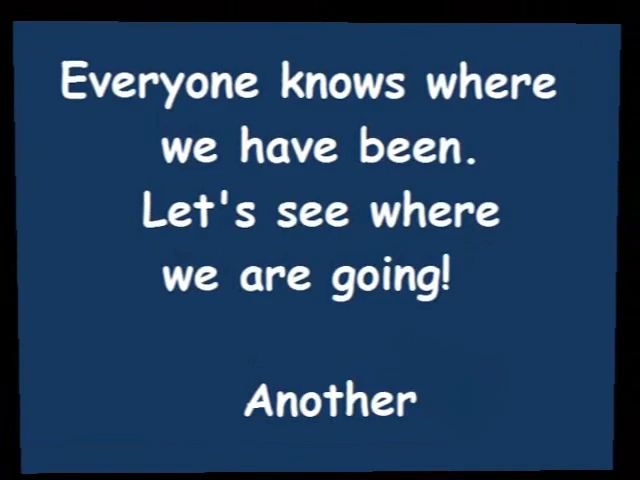 Everyone knows where
we have been.
Let's see where
we are going!
Another